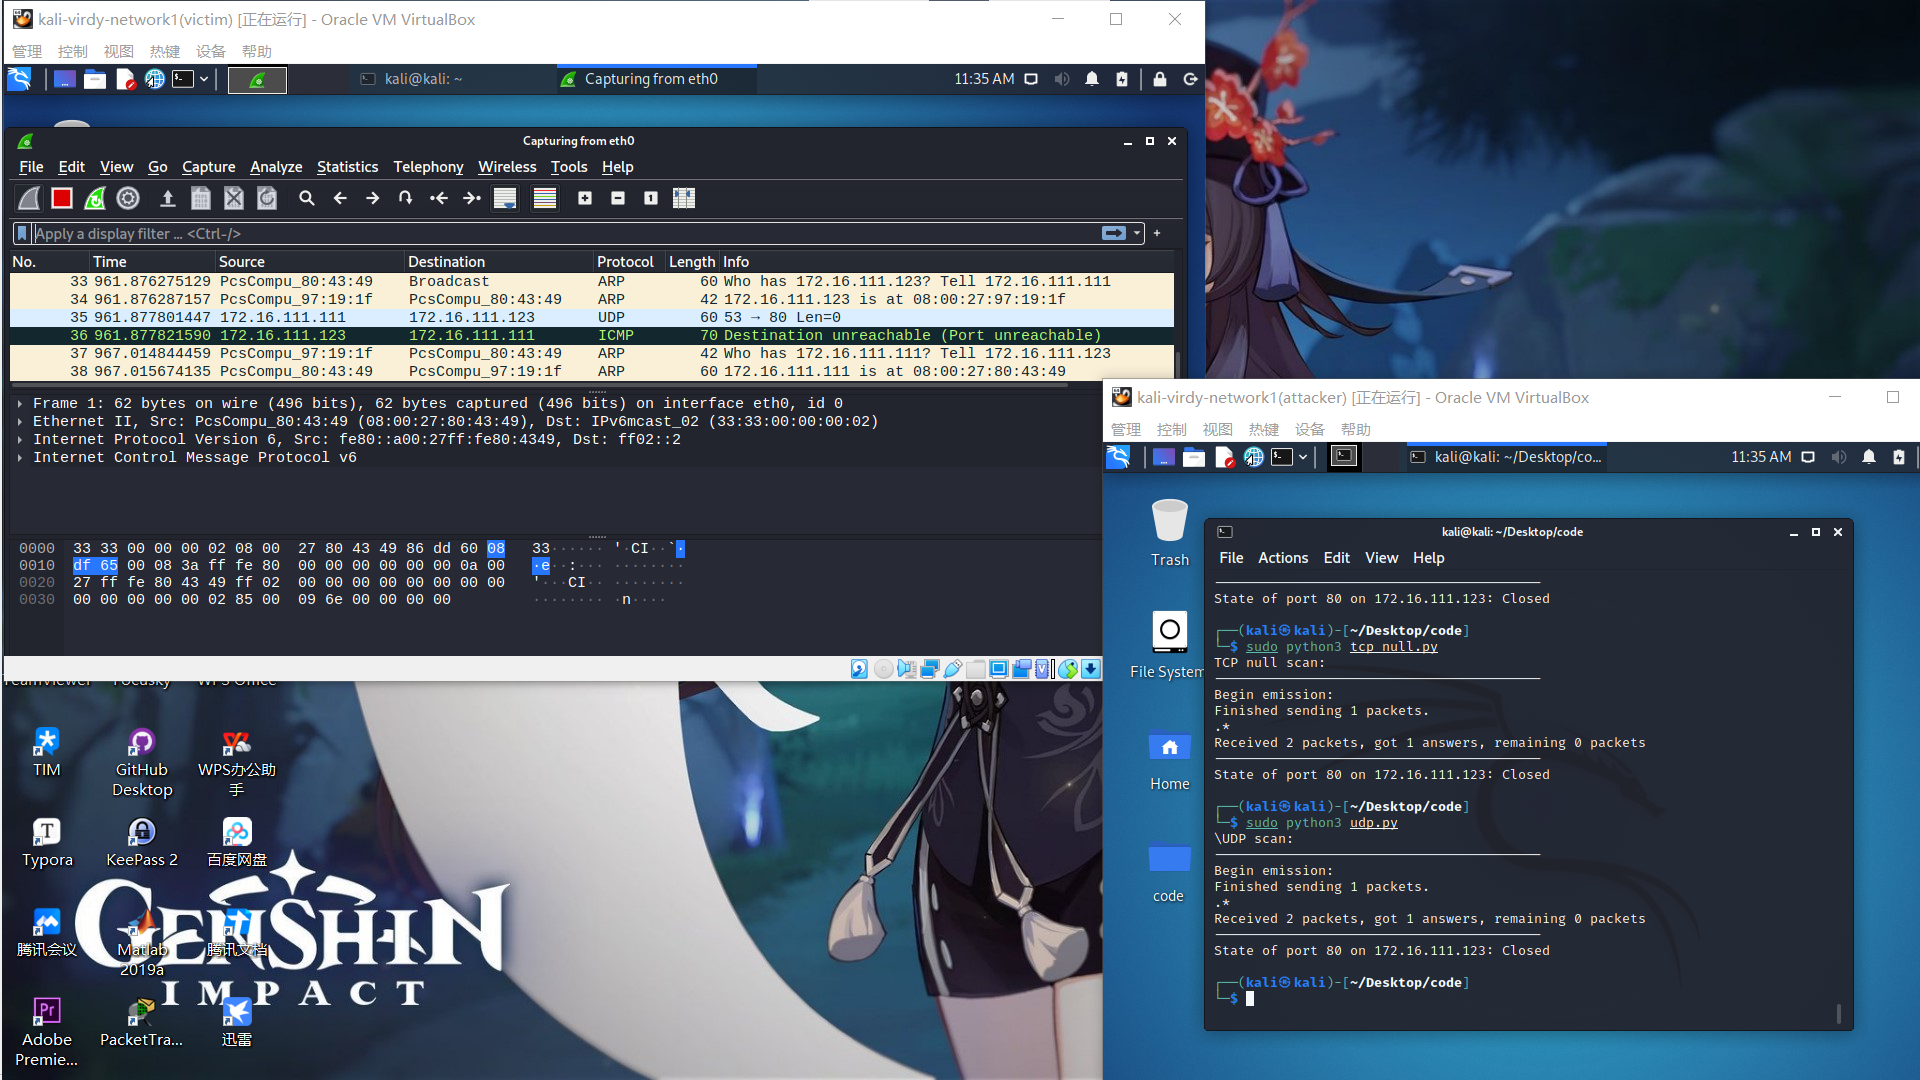 kali-virdy-network1(victim) [正在运行] - Oracle VM VirtualBox
管理 控制 视图 热键 设备 帮助
kali@kali: ~ Capturing from eth0 11:35 AM
Capturing from eth0
File Edit View Go Capture Analyze Statistics Telephony Wireless Tools Help
Apply a display filter ... <Ctrl-/>
No. Time Source Destination Protocol Length Info
33 961.876275129 PcsCompu_80:43:49 Broadcast ARP 60 Who has 172.16.111.123? Tell 172.16.111.111
34 961.876287157 PcsCompu_97:19:1f PcsCompu_80:43:49 ARP 42 172.16.111.123 is at 08:00:27:97:19:1f
35 961.877801447 172.16.111.111 172.16.111.123 UDP 60 53 → 80 Len=0
36 961.877821590 172.16.111.123 172.16.111.111 ICMP 70 Destination unreachable (Port unreachable)
37 967.014844459 PcsCompu_97:19:1f PcsCompu_80:43:49 ARP 42 Who has 172.16.111.111? Tell 172.16.111.123
38 967.015674135 PcsCompu_80:43:49 PcsCompu_97:19:1f ARP 60 172.16.111.111 is at 08:00:27:80:43:49
Frame 1: 62 bytes on wire (496 bits), 62 bytes captured (496 bits) on interface eth0, id 0
Ethernet II, Src: PcsCompu_80:43:49 (08:00:27:80:43:49), Dst: IPv6mcast_02 (33:33:00:00:00:02)
Internet Protocol Version 6, Src: fe80::a00:27ff:fe80:4349, Dst: ff02::2
Internet Control Message Protocol v6
0000 33 33 00 00 00 02 08 00 27 80 43 49 86 dd 60 08 33······ '·CI··`·
0010 df 65 00 08 3a ff fe 80 00 00 00 00 00 00 0a 00 ·e··:··· ········
0020 27 ff fe 80 43 49 ff 02 00 00 00 00 00 00 00 00 '···CI·· ········
0030 00 00 00 00 00 02 85 00 09 6e 00 00 00 00 ········ ·n····
kali-virdy-network1(attacker) [正在运行] - Oracle VM VirtualBox
管理 控制 视图 热键 设备 帮助
kali@kali: ~/Desktop/co... 11:35 AM
Trash
File System
Home
code
kali@kali: ~/Desktop/code
File Actions Edit View Help
State of port 80 on 172.16.111.123: Closed
┌──(kali㉿kali)-[~/Desktop/code]
└─$ sudo python3 tcp_null.py
TCP null scan:
Begin emission:
Finished sending 1 packets.
.*
Received 2 packets, got 1 answers, remaining 0 packets
State of port 80 on 172.16.111.123: Closed
┌──(kali㉿kali)-[~/Desktop/code]
└─$ sudo python3 udp.py
\UDP scan:
Begin emission:
Finished sending 1 packets.
.*
Received 2 packets, got 1 answers, remaining 0 packets
State of port 80 on 172.16.111.123: Closed
┌──(kali㉿kali)-[~/Desktop/code]
└─$
TeamViewer Focusky WPS Office
TIM
GitHub Desktop
WPS办公助手
Typora
KeePass 2
百度网盘
腾讯会议
Matlab 2019a
腾讯文档
Adobe Premie...
PacketTra...
迅雷
GENSHIN
IMPACT